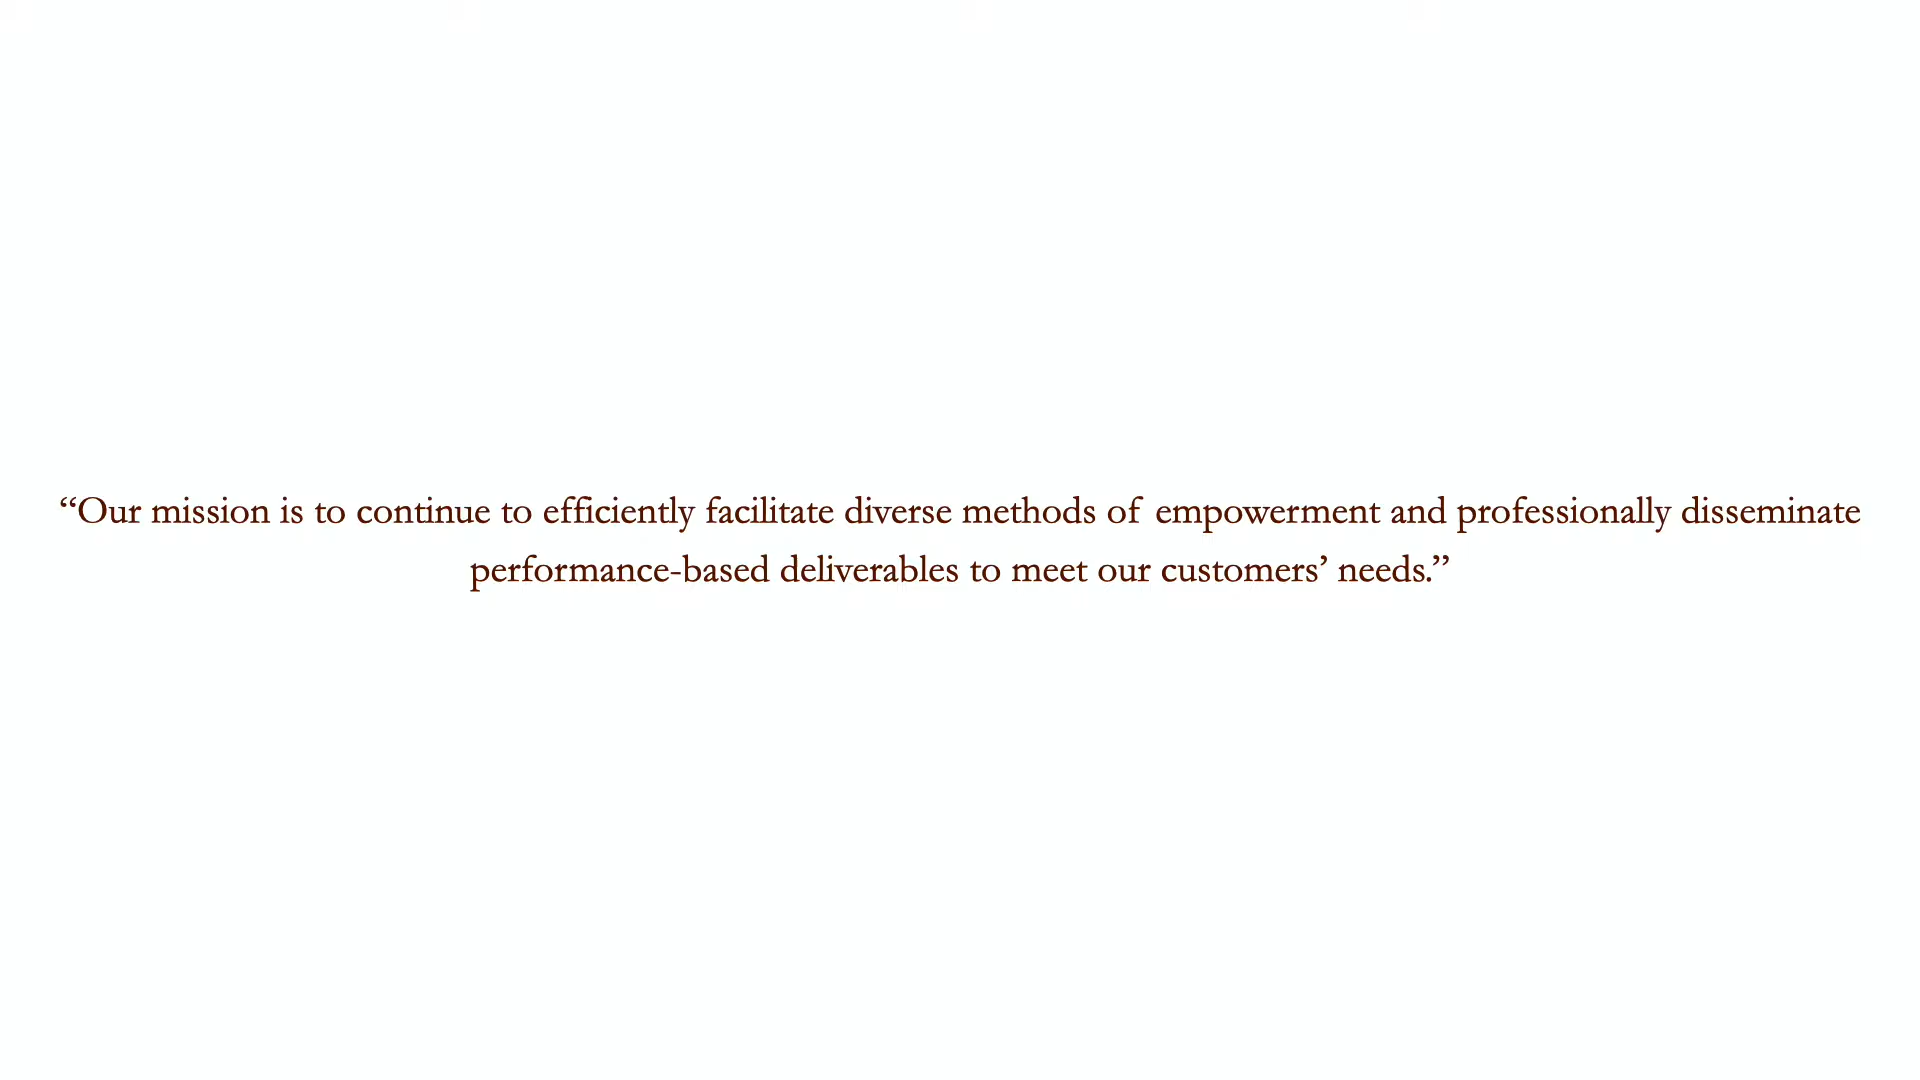 “Our mission is to continue to efficiently facilitate diverse methods of empowerment and professionally disseminate
performance-based deliverables to meet our customers’ needs.”